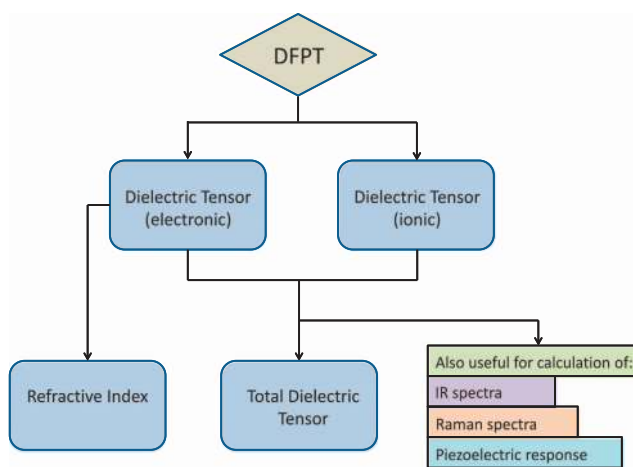 DFPT
Dielectric Tensor
(electronic)
Dielectric Tensor
(ionic)
Refractive Index
Total Dielectric
Tensor
Also useful for calculation of:
IR spectra
Raman spectra
Piezoelectric response